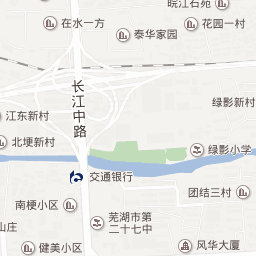 皖江石苑
在水一方
花园一村
泰华家园
长江中路
绿影新村
江东新村
北埂新村
绿影小学
交通银行
团结三村
南梗小区
芜湖市第
二十七中
山庄
健美小区
风华大厦